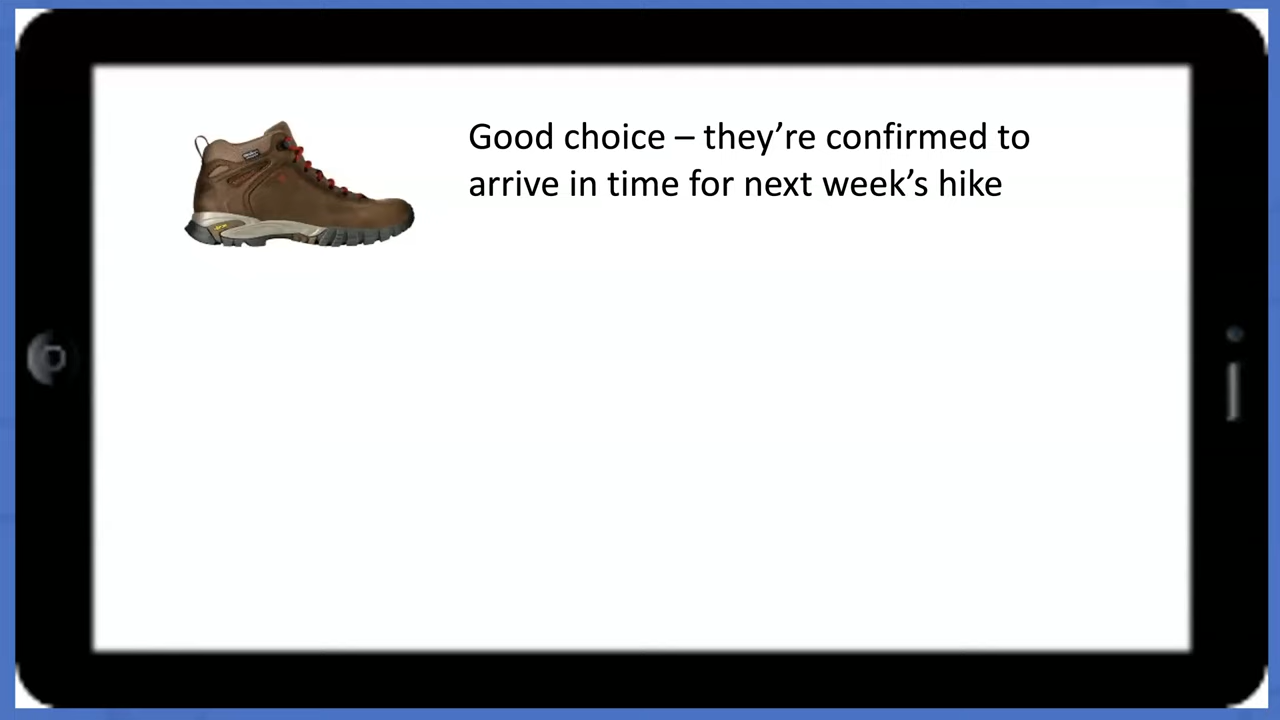 Good choice – they’re confirmed to
arrive in time for next week’s hike